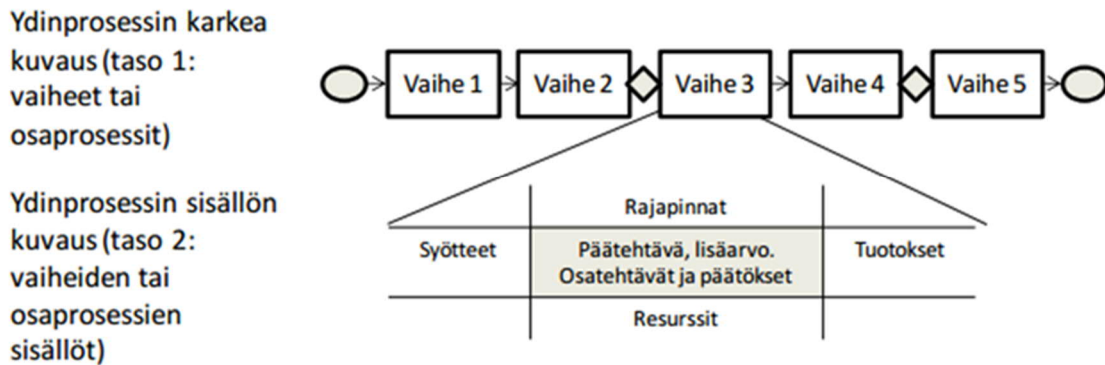 Ydinprosessin karkea
kuvaus (taso 1:
vaiheet tai
osaprosessit)
Vaihe 1
Vaihe 2
Vaihe 3
Vaihe 4
Vaihe 5
Ydinprosessin sisällön
kuvaus (taso 2:
vaiheiden tai
osaprosessien
sisällöt)
Rajapinnat
Syötteet
Päätehtävä, lisäarvo.
Osatehtävät ja päätökset
Tuotokset
Resurssit